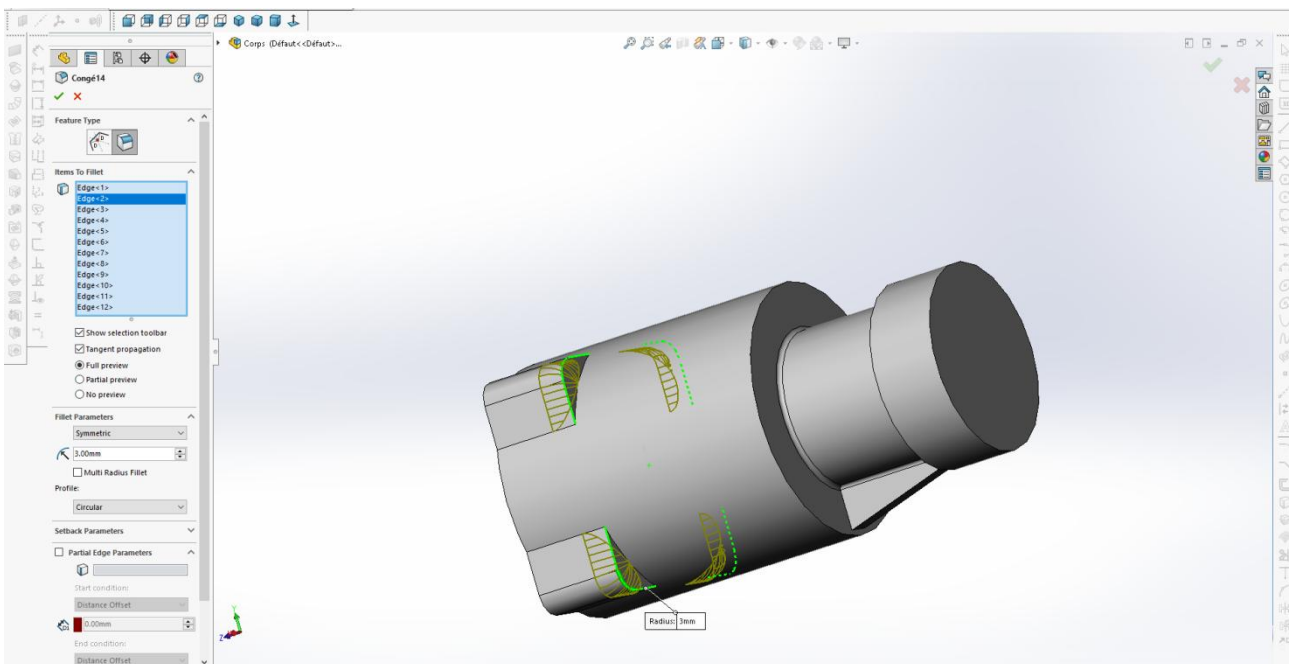 Corps (Défaut<<Défaut>...
Congé14
Feature Type
Items To Fillet
Edge<1>
Edge<2>
Edge<3>
Edge<4>
Edge<5>
Edge<6>
Edge<7>
Edge<8>
Edge<9>
Edge<10>
Edge<11>
Edge<12>
Show selection toolbar
Tangent propagation
Full preview
Partial preview
No preview
Fillet Parameters
Symmetric
3.00mm
Multi Radius Fillet
Profile:
Circular
Setback Parameters
Partial Edge Parameters
Start condition:
Distance Offset
0.00mm
End condition:
Distance Offset
Radius: 3mm
Y
Z